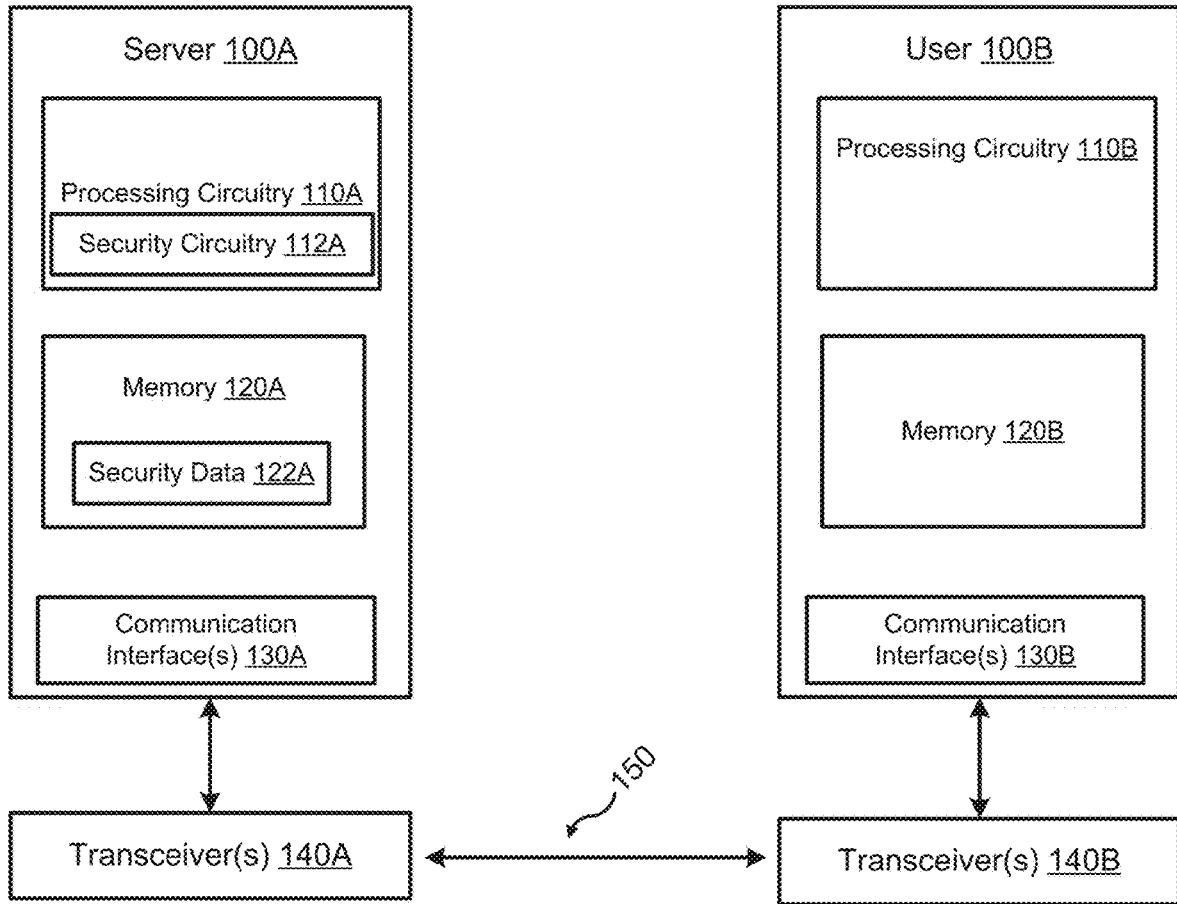 Server 100A
Processing Circuitry 110A
Security Circuitry 112A
Memory 120A
Security Data 122A
Communication
Interface(s) 130A
Transceiver(s) 140A
150
User 100B
Processing Circuitry 110B
Memory 120B
Communication
Interface(s) 130B
Transceiver(s) 140B